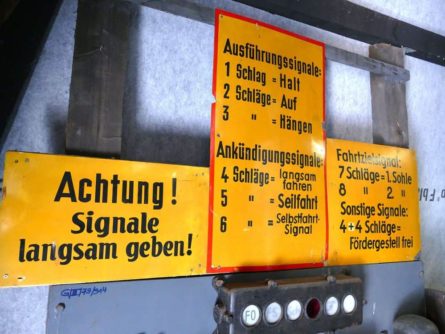 Achtung!
Signale
langsam geben!
Ausführungssignale:
1 Schlag = Halt
2 Schläge = Auf
3 " = Hängen
Ankündigungssignale:
4 Schläge = langsam fahren
5 " = Seilfahrt
6 " = Selbstfahrt-Signal
Fahrtzielsignal:
7 Schläge = 1. Sohle
8 " " 2. "
Sonstige Signale:
4+4 Schläge =
Fördergestell frei
FO